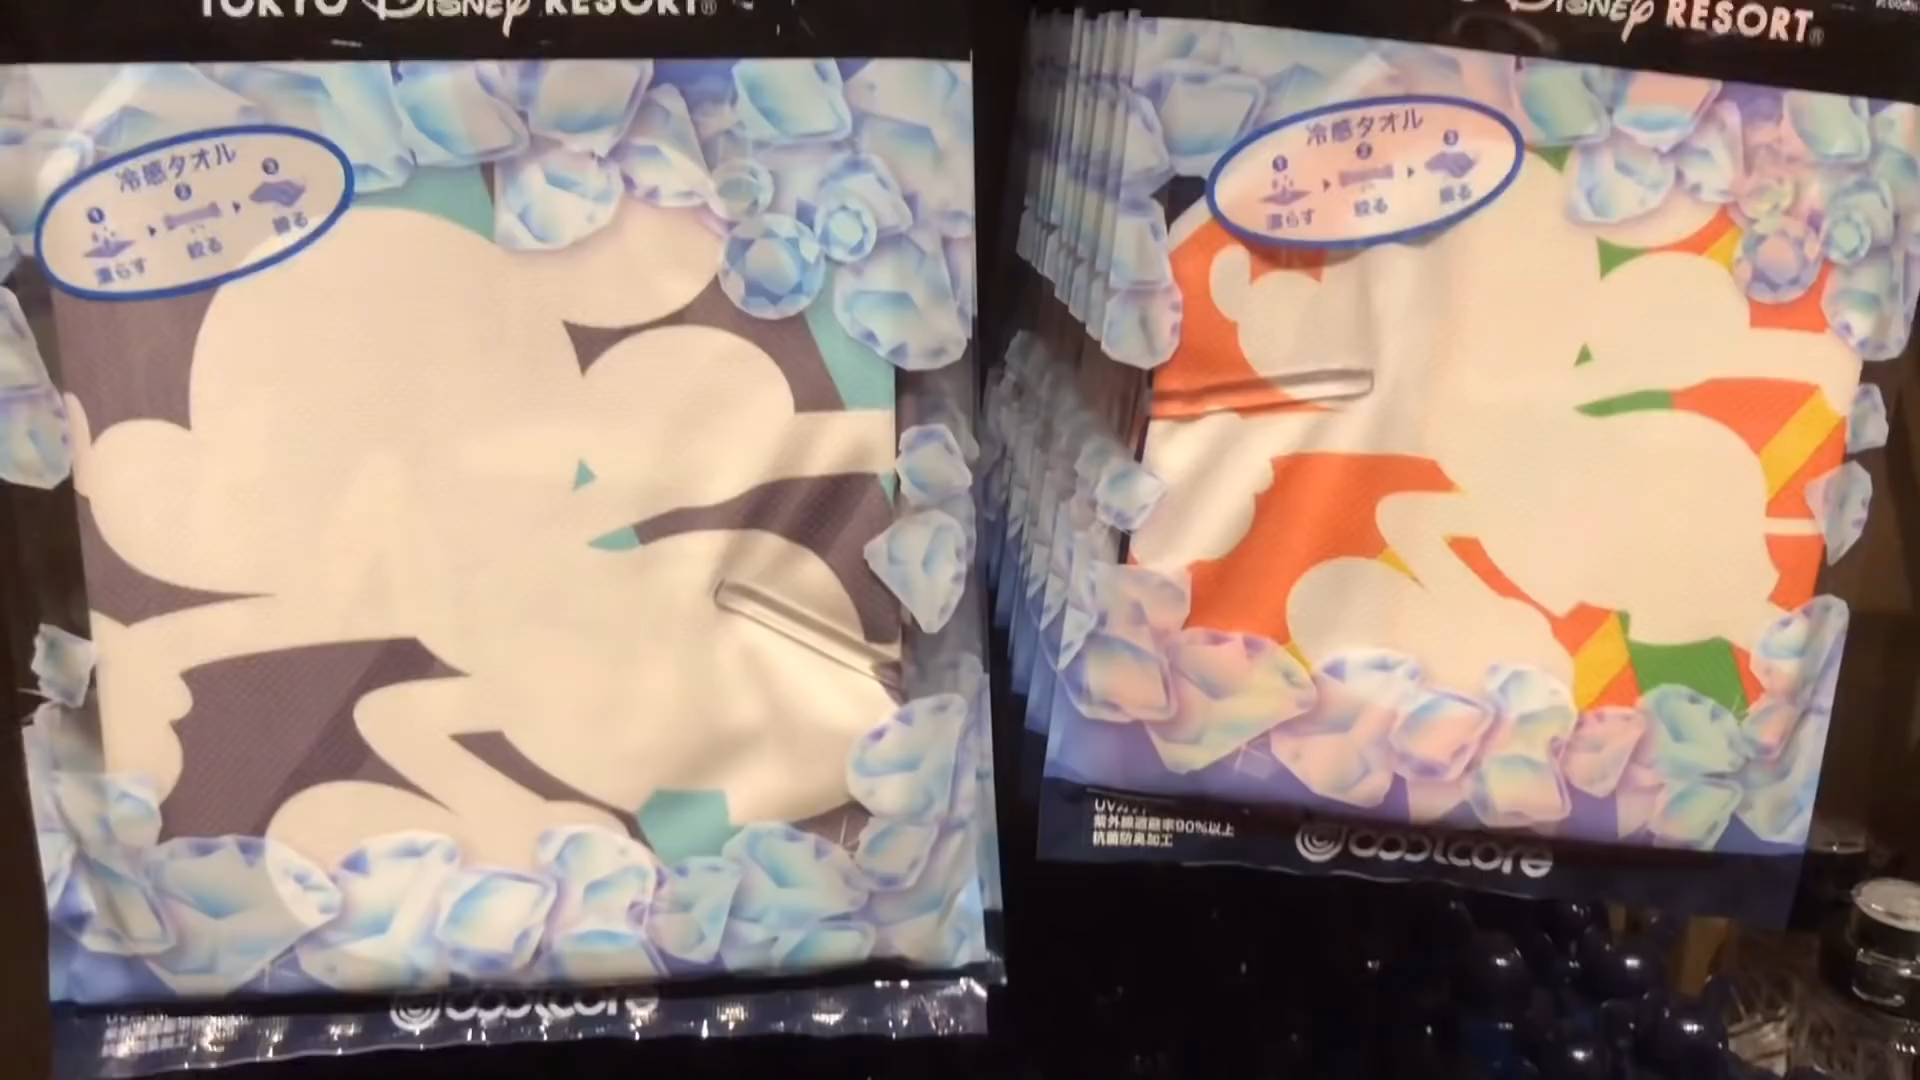 TOKYO DISNEY RESORT®
冷感タオル
1 2 3
濡らす
絞る
振る
coolcore
DISNEY RESORT®
冷感タオル
1 2 3
濡らす
絞る
振る
UVカット
紫外線遮蔽率90%以上
抗菌防臭加工
coolcore